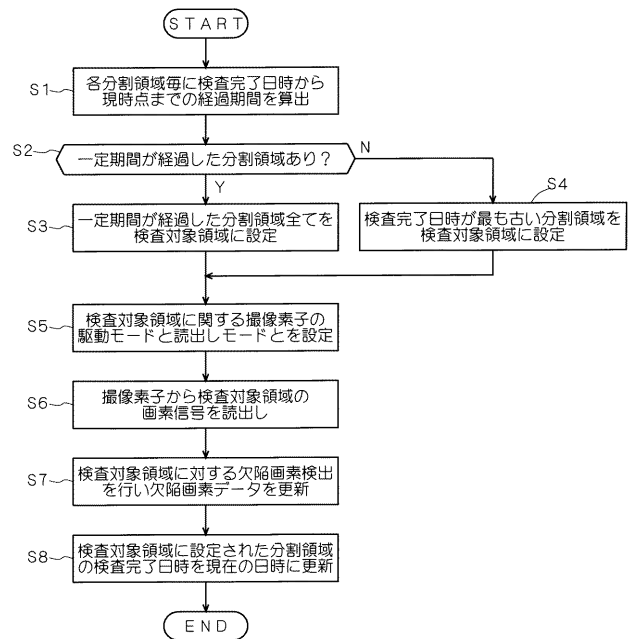 START
S1
各分割領域毎に検査完了日時から
現時点までの経過期間を算出
S2
一定期間が経過した分割領域あり？
N
Y
S3
一定期間が経過した分割領域全てを
検査対象領域に設定
S4
検査完了日時が最も古い分割領域を
検査対象領域に設定
S5
検査対象領域に関する撮像素子の
駆動モードと読出しモードとを設定
S6
撮像素子から検査対象領域の
画素信号を読出し
S7
検査対象領域に対する欠陥画素検出
を行い欠陥画素データを更新
S8
検査対象領域に設定された分割領域
の検査完了日時を現在の日時に更新
END